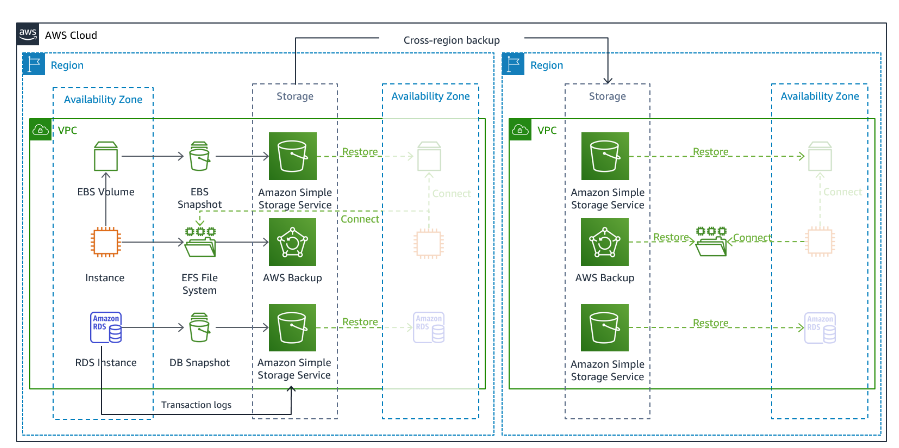 aws
AWS Cloud
Cross-region backup
Region
Region
Availability Zone
Storage
Availability Zone
Storage
Availability Zone
VPC
VPC
Restore
Restore
EBS Volume
EBS
Snapshot
Amazon Simple
Storage Service
Connect
Amazon Simple
Storage Service
Connect
Connect
Restore
Connect
Instance
EFS File
System
AWS Backup
AWS Backup
Amazon
RDS
Restore
Amazon
RDS
Restore
Amazon
RDS
RDS Instance
DB Snapshot
Amazon Simple
Storage Service
Amazon Simple
Storage Service
Transaction logs